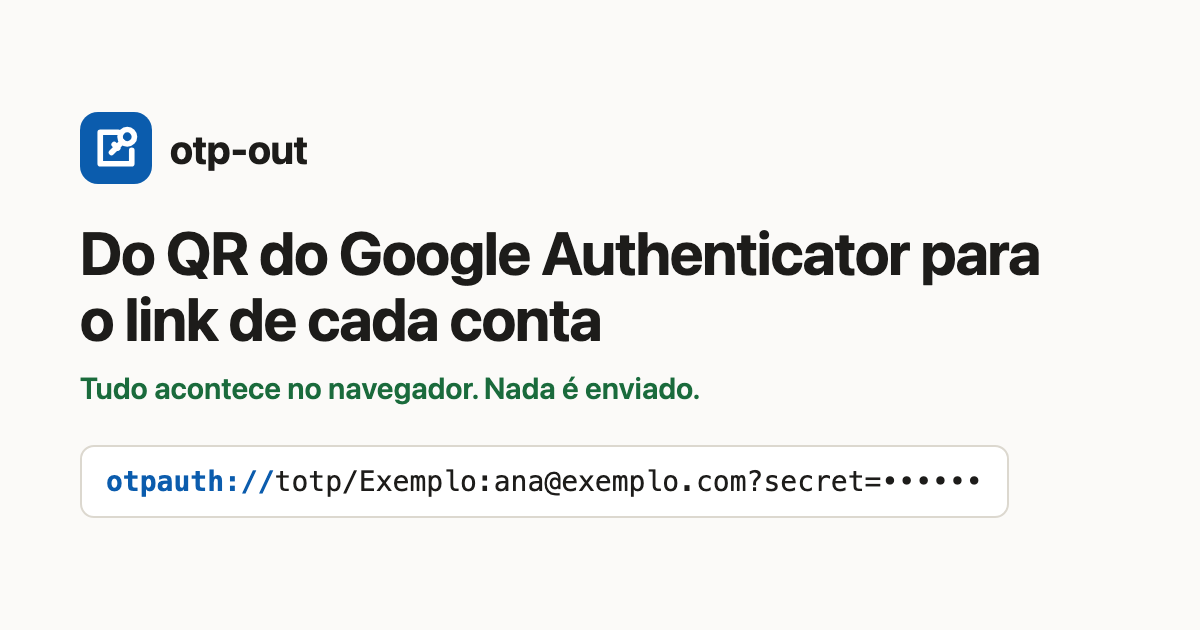 otp-out
Do QR do Google Authenticator para
o link de cada conta
Tudo acontece no navegador. Nada é enviado.
otpauth://totp/Exemplo:ana@exemplo.com?secret=••••••